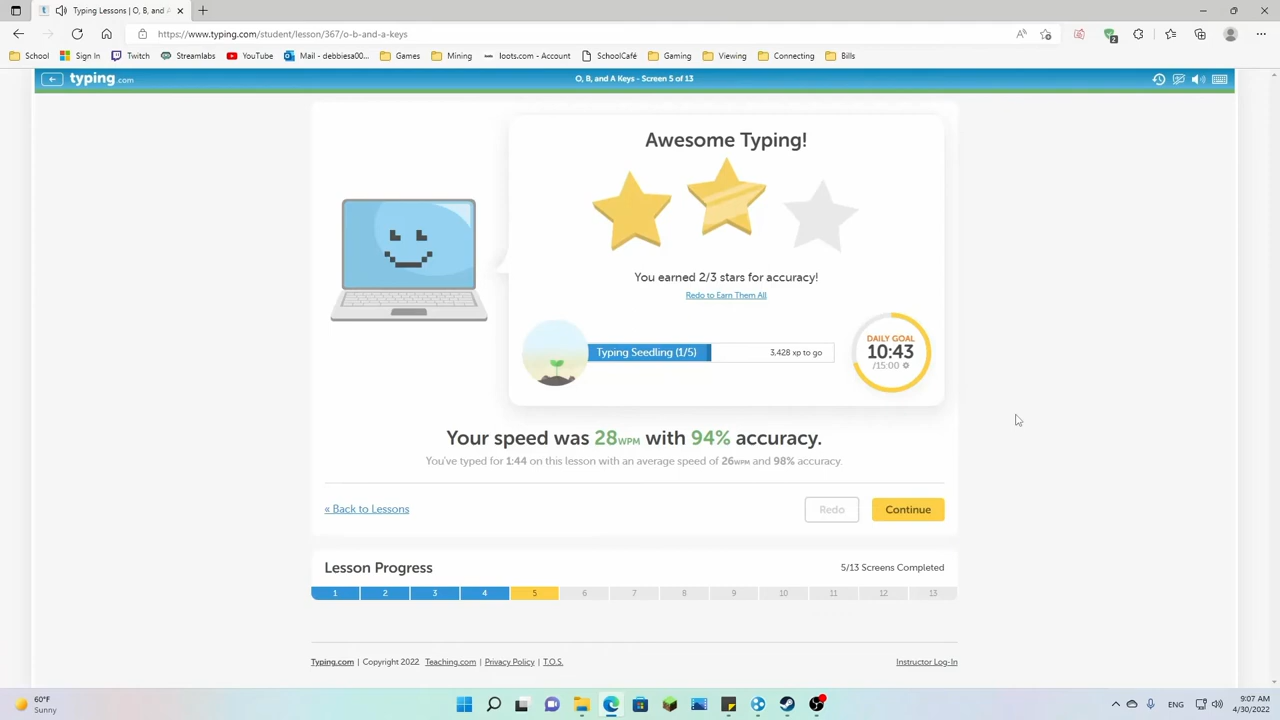 Typing Lessons | O, B, and A
https://www.typing.com/student/lesson/367/o-b-and-a-keys
School
Sign In
Twitch
Streamlabs
YouTube
Mail - debbiesa00...
Games
Mining
loots.com - Account
SchoolCafé
Gaming
Viewing
Connecting
Bills
typing.com
O, B, and A Keys - Screen 5 of 13
Awesome Typing!
You earned 2/3 stars for accuracy!
Redo to Earn Them All
Typing Seedling (1/5)
3,428 xp to go
DAILY GOAL
10:43
/15:00
Your speed was 28WPM with 94% accuracy.
You've typed for 1:44 on this lesson with an average speed of 26WPM and 98% accuracy.
« Back to Lessons
Redo
Continue
Lesson Progress
5/13 Screens Completed
1 2 3 4 5 6 7 8 9 10 11 12 13
Typing.com | Copyright 2022 Teaching.com | Privacy Policy | T.O.S.
Instructor Log-In
60°F
Sunny
ENG
9:07 AM
4/30/2022